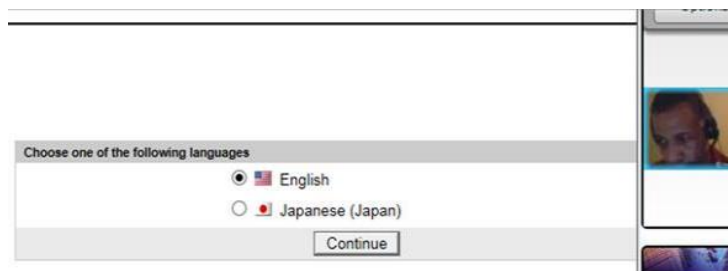 Choose one of the following languages
English
Japanese (Japan)
Continue